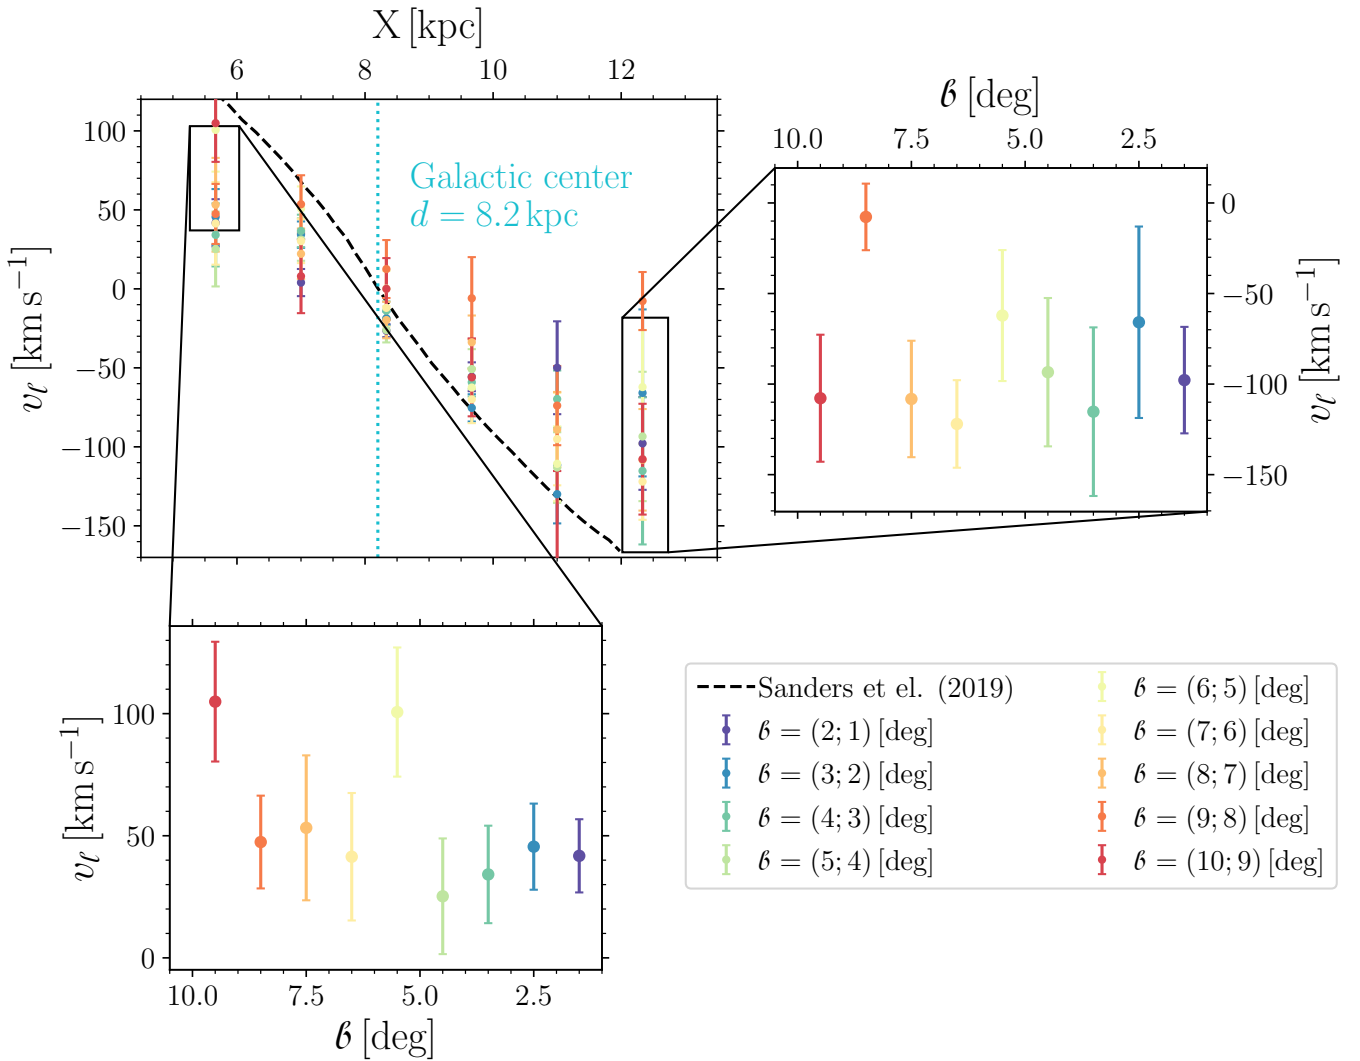 X [kpc]
6 8 10 12
100
50
0
−50
−100
−150
v_ℓ [km s⁻¹]
Galactic center
d = 8.2 kpc
𝒷 [deg]
10.0 7.5 5.0 2.5
0
−50
−100
−150
v_ℓ [km s⁻¹]
100
50
0
v_ℓ [km s⁻¹]
10.0 7.5 5.0 2.5
𝒷 [deg]
Sanders et el. (2019)
𝒷 = (2; 1) [deg]
𝒷 = (3; 2) [deg]
𝒷 = (4; 3) [deg]
𝒷 = (5; 4) [deg]
𝒷 = (6; 5) [deg]
𝒷 = (7; 6) [deg]
𝒷 = (8; 7) [deg]
𝒷 = (9; 8) [deg]
𝒷 = (10; 9) [deg]